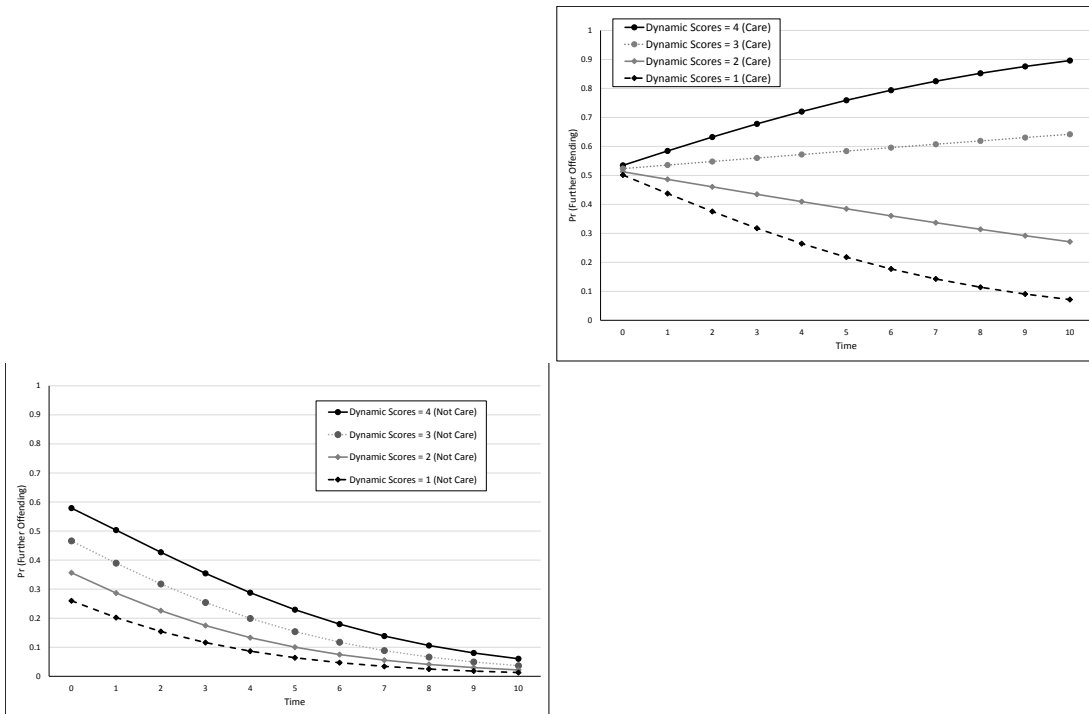 Dynamic Scores = 4 (Care)
Dynamic Scores = 3 (Care)
Dynamic Scores = 2 (Care)
Dynamic Scores = 1 (Care)
1
0.9
0.8
0.7
0.6
0.5
0.4
0.3
0.2
0.1
0
Pr (Further Offending)
0 1 2 3 4 5 6 7 8 9 10
Time
Dynamic Scores = 4 (Not Care)
Dynamic Scores = 3 (Not Care)
Dynamic Scores = 2 (Not Care)
Dynamic Scores = 1 (Not Care)
1
0.9
0.8
0.7
0.6
0.5
0.4
0.3
0.2
0.1
0
Pr (Further Offending)
0 1 2 3 4 5 6 7 8 9 10
Time